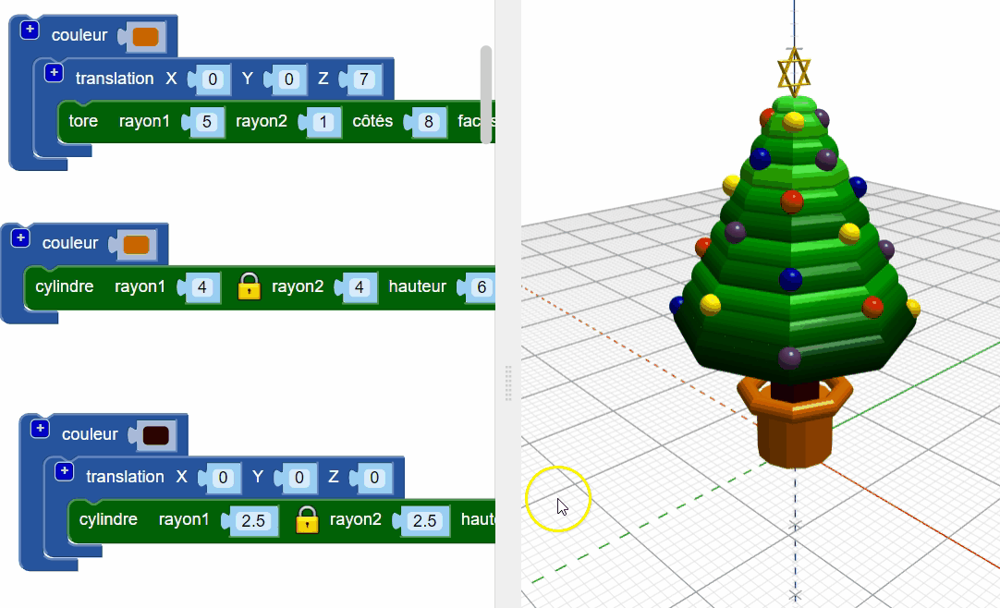 + couleur
+ translation X 0 Y 0 Z 7
tore rayon1 5 rayon2 1 côtés 8
+ couleur
cylindre rayon1 4 rayon2 4 hauteur 6
+ couleur
+ translation X 0 Y 0 Z 0
cylindre rayon1 2.5 rayon2 2.5